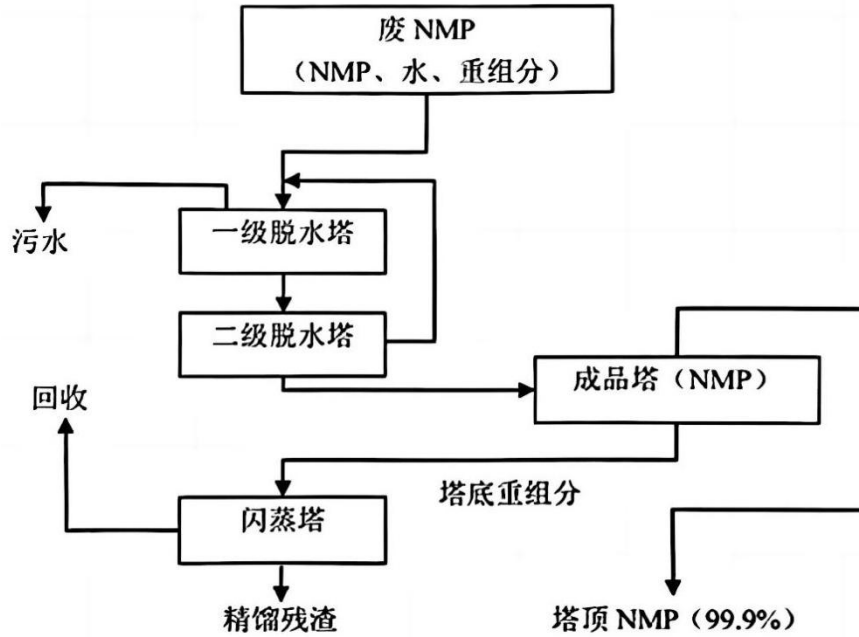 废 NMP
（NMP、水、重组分）
一级脱水塔
污水
二级脱水塔
成品塔（NMP）
回收
塔底重组分
闪蒸塔
精馏残渣
塔顶 NMP（99.9%）